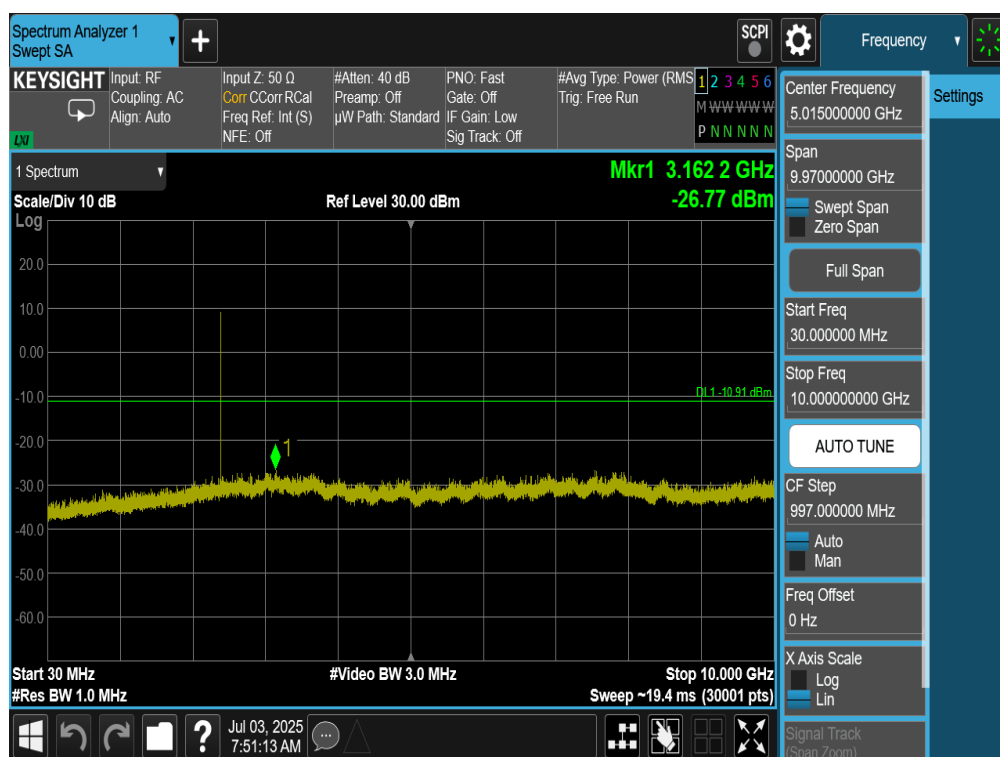 Spectrum Analyzer 1
Swept SA
+
SCPI
Frequency
KEYSIGHT
LXI
Input: RF
Coupling: AC
Align: Auto
Input Z: 50 Ω
Corr CCorr RCal
Freq Ref: Int (S)
NFE: Off
#Atten: 40 dB
Preamp: Off
µW Path: Standard
PNO: Fast
Gate: Off
IF Gain: Low
Sig Track: Off
#Avg Type: Power (RMS
Trig: Free Run
1 2 3 4 5 6
M W W W W W
P N N N N N
1 Spectrum
Scale/Div 10 dB
Ref Level 30.00 dBm
Mkr1 3.162 2 GHz
-26.77 dBm
Log
20.0
10.0
0.00
-10.0
-20.0
-30.0
-40.0
-50.0
-60.0
DL1 -10.91 dBm
1
Start 30 MHz
#Video BW 3.0 MHz
Stop 10.000 GHz
#Res BW 1.0 MHz
Sweep ~19.4 ms (30001 pts)
Center Frequency
5.015000000 GHz
Settings
Span
9.97000000 GHz
Swept Span
Zero Span
Full Span
Start Freq
30.000000 MHz
Stop Freq
10.000000000 GHz
AUTO TUNE
CF Step
997.000000 MHz
Auto
Man
Freq Offset
0 Hz
X Axis Scale
Log
Lin
Signal Track
(Span Zoom)
?
Jul 03, 2025
7:51:13 AM